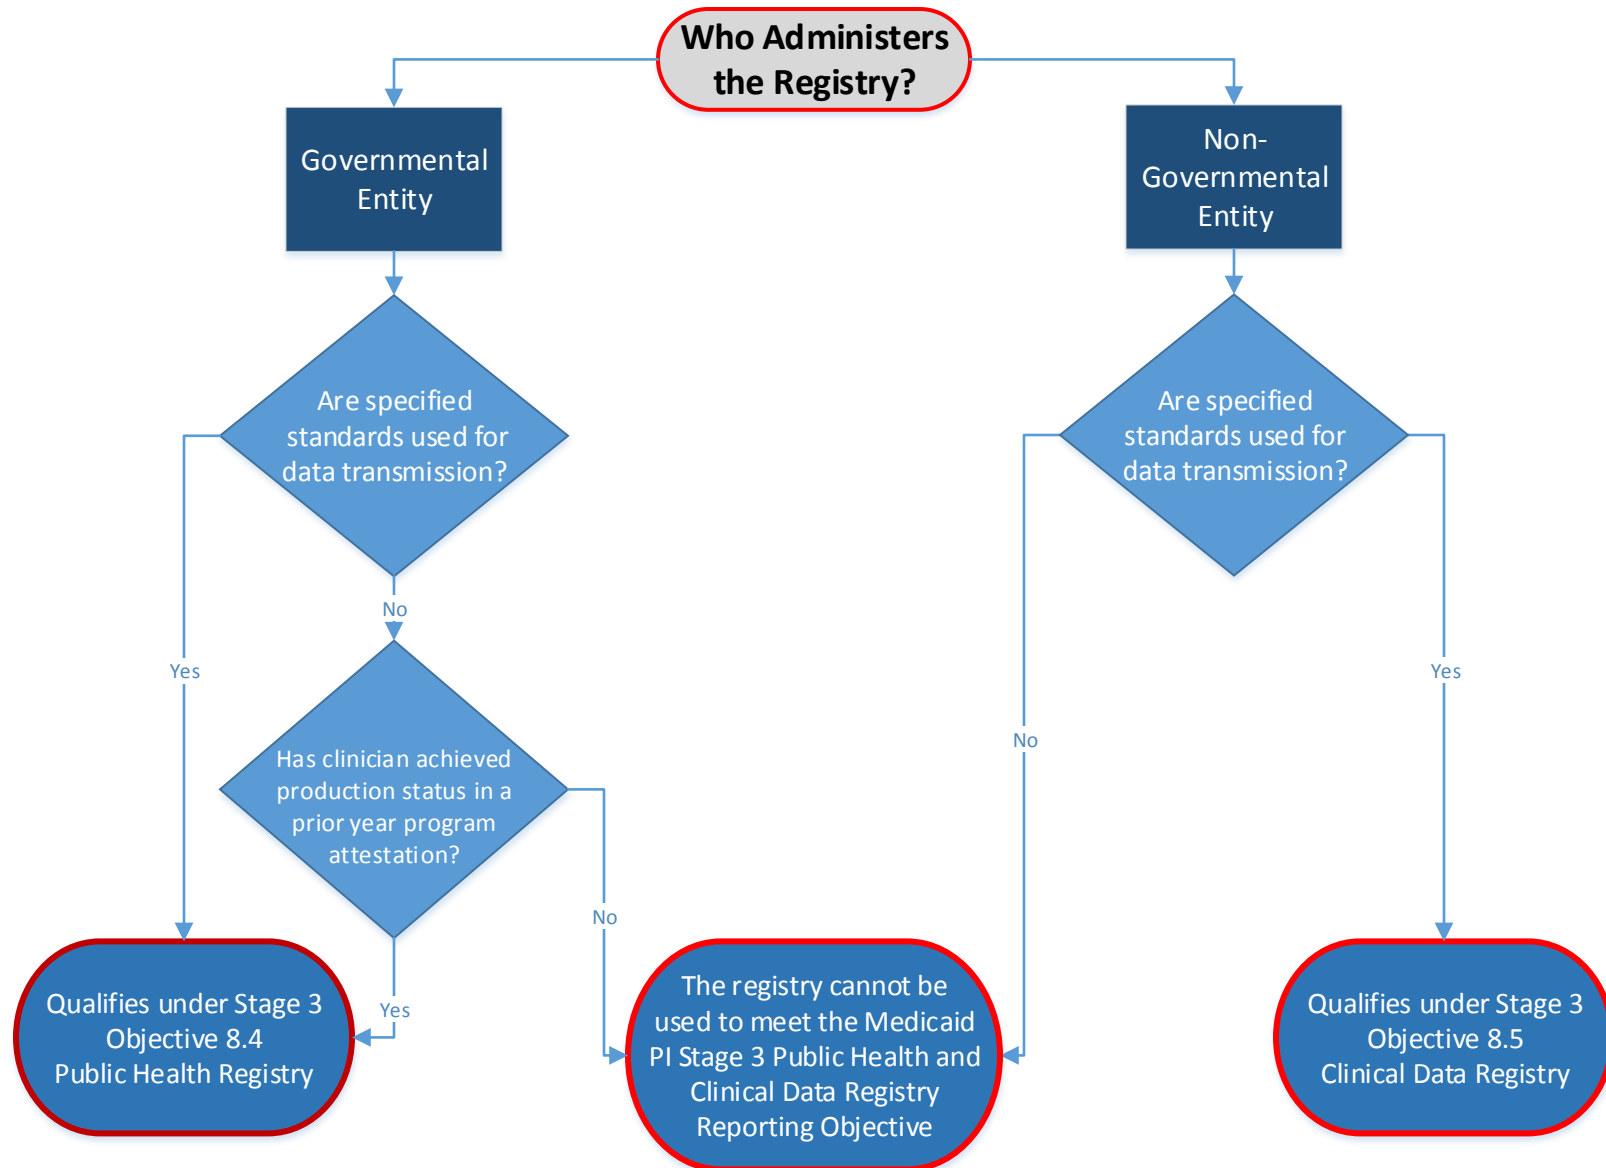 Who Administers
the Registry?
Governmental
Entity
Non-
Governmental
Entity
Are specified
standards used for
data transmission?
Are specified
standards used for
data transmission?
No
Yes
Yes
No
Has clinician achieved
production status in a
prior year program
attestation?
No
Yes
Qualifies under Stage 3
Objective 8.4
Public Health Registry
The registry cannot be
used to meet the Medicaid
PI Stage 3 Public Health and
Clinical Data Registry
Reporting Objective
Qualifies under Stage 3
Objective 8.5
Clinical Data Registry